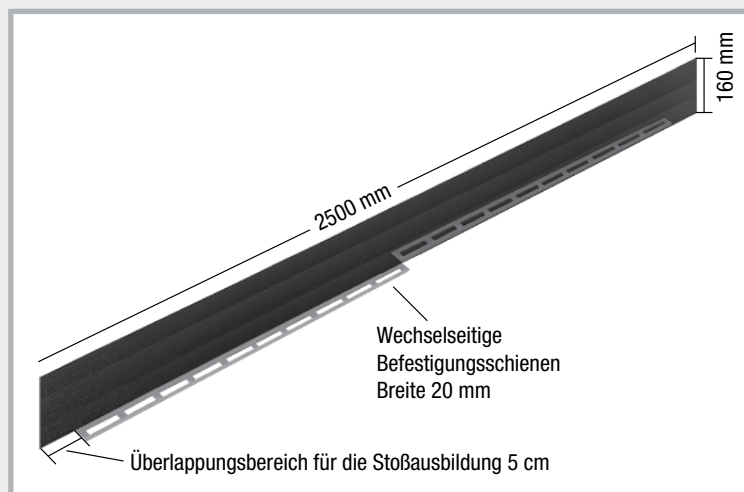 160 mm
2500 mm
Wechselseitige
Befestigungsschienen
Breite 20 mm
Überlappungsbereich für die Stoßausbildung 5 cm